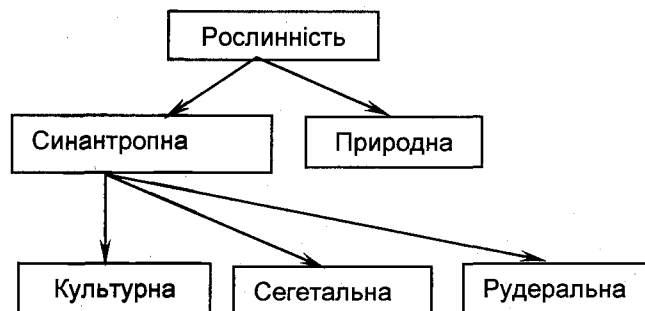 Рослинність
Синантропна
Природна
Культурна
Сегетальна
Рудеральна